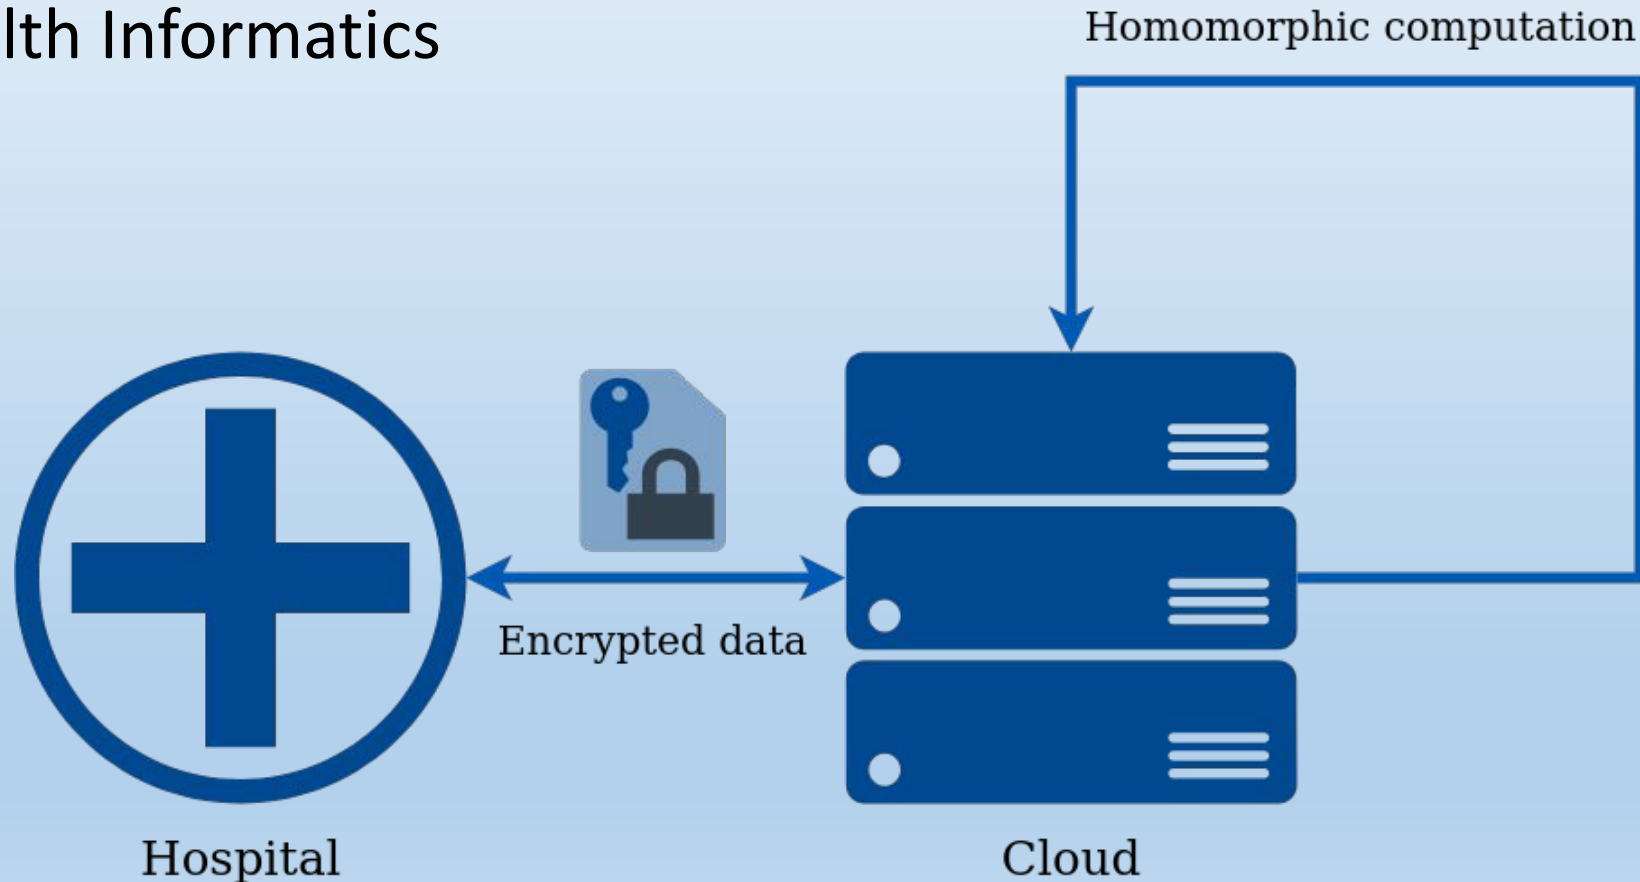 lth Informatics
Homomorphic computation
Encrypted data
Hospital
Cloud